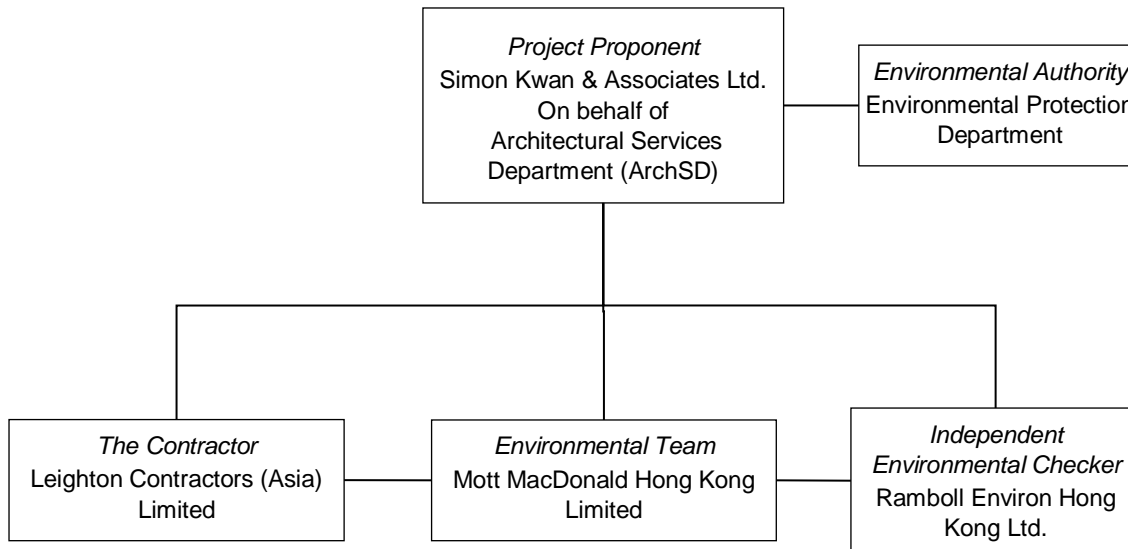 Project Proponent
Simon Kwan & Associates Ltd.
On behalf of
Architectural Services
Department (ArchSD)
Environmental Authority
Environmental Protection
Department
The Contractor
Leighton Contractors (Asia)
Limited
Environmental Team
Mott MacDonald Hong Kong
Limited
Independent
Environmental Checker
Ramboll Environ Hong
Kong Ltd.